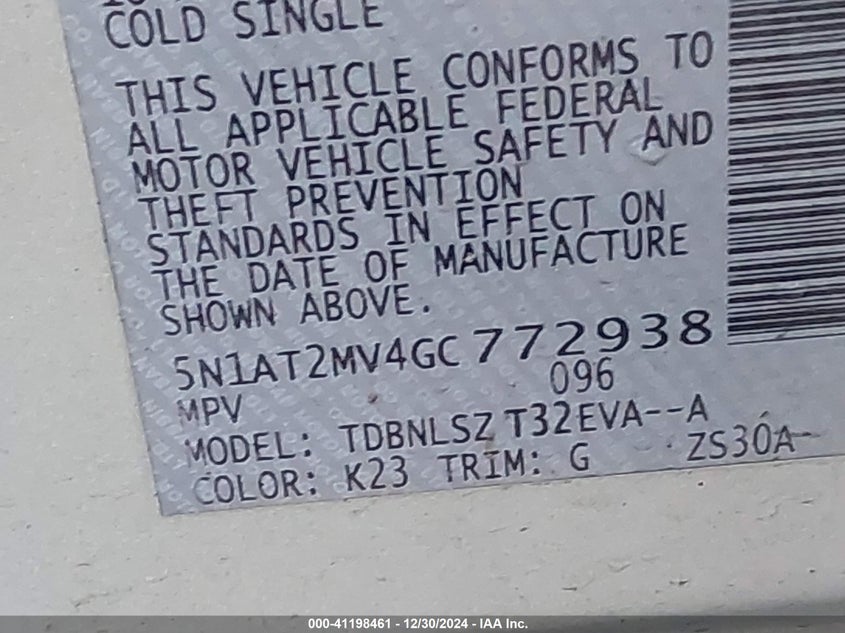 COLD SINGLE
THIS VEHICLE CONFORMS TO
ALL APPLICABLE FEDERAL
MOTOR VEHICLE SAFETY AND
THEFT PREVENTION
STANDARDS IN EFFECT ON
THE DATE OF MANUFACTURE
SHOWN ABOVE.
5N1AT2MV4GC772938
096
MPV
MODEL: TDBNLSZ T32EVA--A
COLOR: K23 TRIM: G ZS30A-
000-41198461 - 12/30/2024 - IAA Inc.